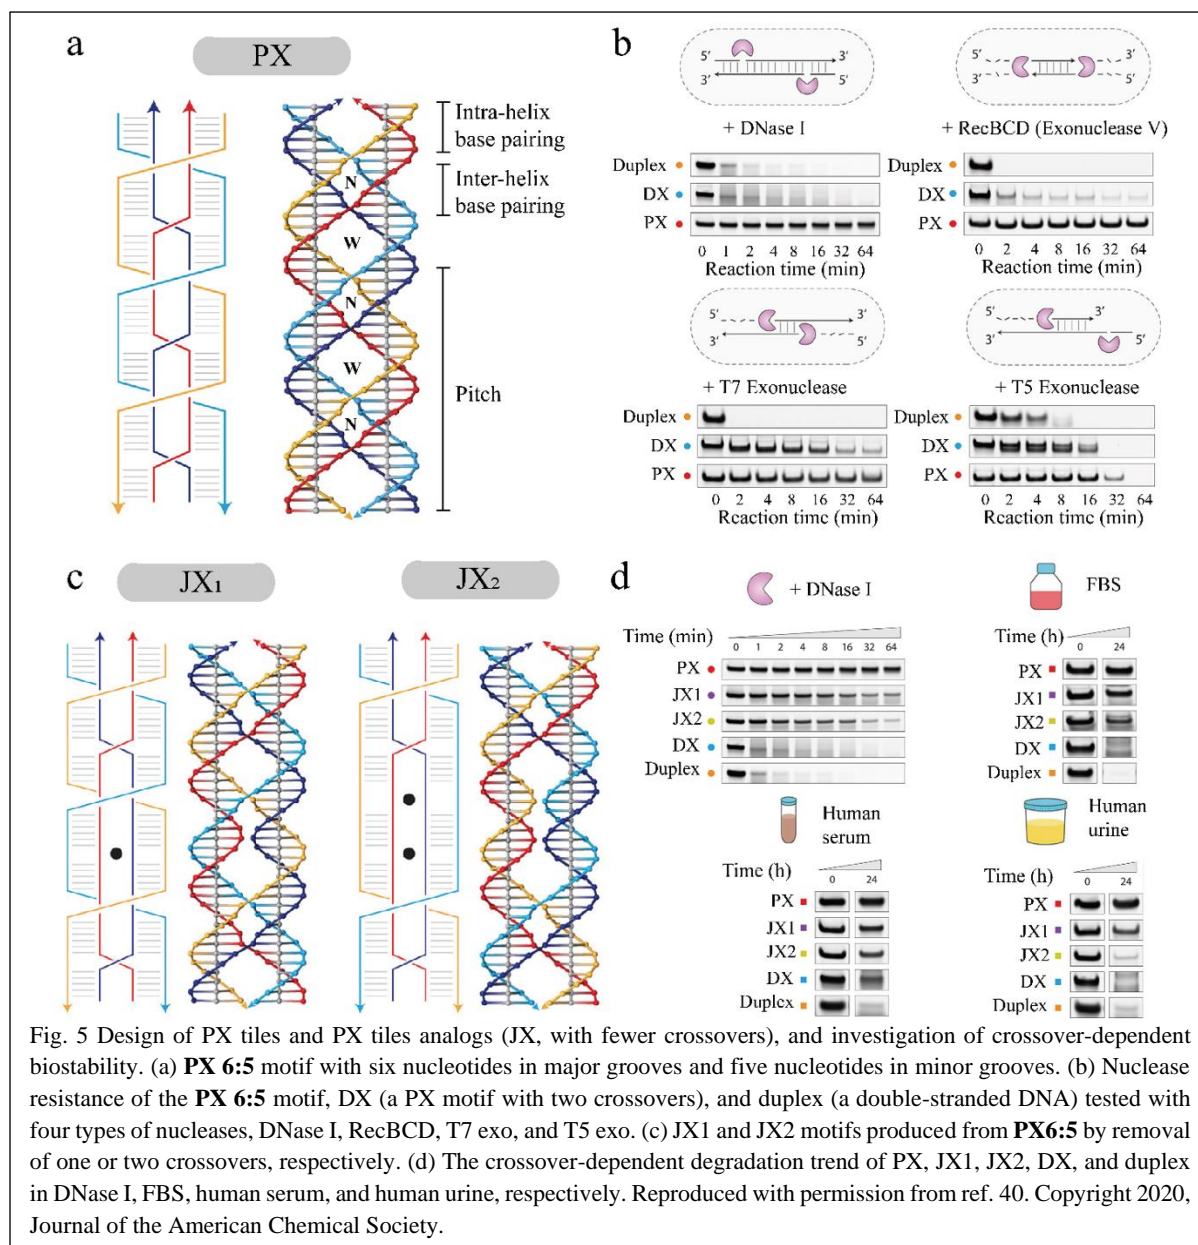 a
PX
Intra-helix
base pairing
Inter-helix
base pairing
N
W
N
W
N
Pitch
b
5' 3'
3' 5'
+ DNase I
Duplex
DX
PX
0 1 2 4 8 16 32 64
Reaction time (min)
5' 3'
3' 5'
+ RecBCD (Exonuclease V)
Duplex
DX
PX
0 2 4 8 16 32 64
Reaction time (min)
5' 3'
3' 5'
+ T7 Exonuclease
Duplex
DX
PX
0 2 4 8 16 32 64
Reaction time (min)
5' 3'
3' 5'
+ T5 Exonuclease
Duplex
DX
PX
0 2 4 8 16 32 64
Reaction time (min)
c
JX1
JX2
d
+ DNase I
Time (min)
0 1 2 4 8 16 32 64
PX
JX1
JX2
DX
Duplex
FBS
Time (h)
0 24
PX
JX1
JX2
DX
Duplex
Human
serum
Time (h)
0 24
PX
JX1
JX2
DX
Duplex
Human
urine
Time (h)
0 24
PX
JX1
JX2
DX
Duplex
Fig. 5 Design of PX tiles and PX tiles analogs (JX, with fewer crossovers), and investigation of crossover-dependent
biostability. (a) PX 6:5 motif with six nucleotides in major grooves and five nucleotides in minor grooves. (b) Nuclease
resistance of the PX 6:5 motif, DX (a PX motif with two crossovers), and duplex (a double-stranded DNA) tested with
four types of nucleases, DNase I, RecBCD, T7 exo, and T5 exo. (c) JX1 and JX2 motifs produced from PX6:5 by removal
of one or two crossovers, respectively. (d) The crossover-dependent degradation trend of PX, JX1, JX2, DX, and duplex
in DNase I, FBS, human serum, and human urine, respectively. Reproduced with permission from ref. 40. Copyright 2020,
Journal of the American Chemical Society.